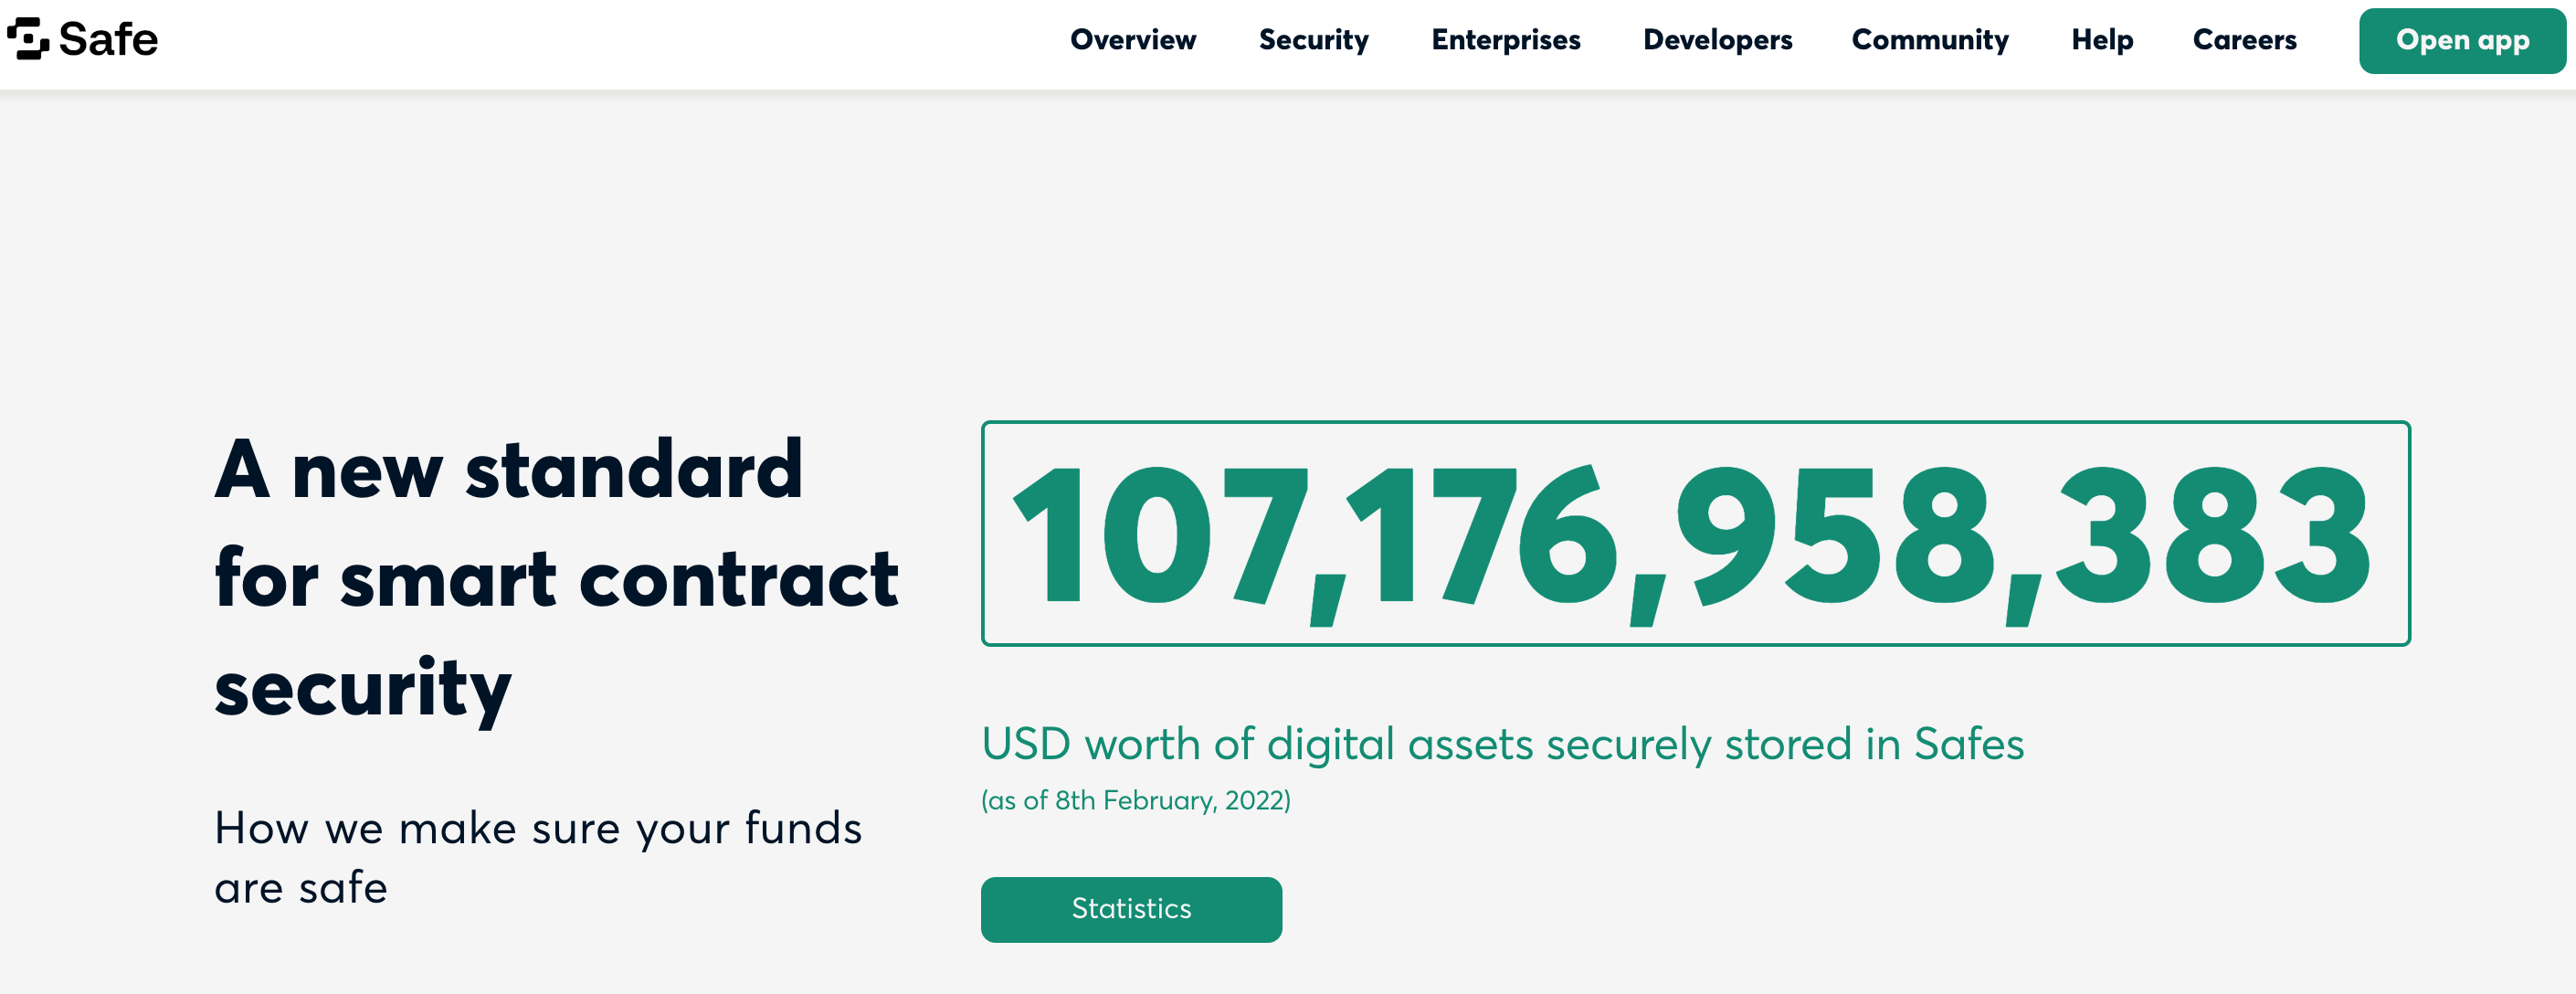 Safe
Overview Security Enterprises Developers Community Help Careers Open app
A new standard
for smart contract
security
How we make sure your funds
are safe
107,176,958,383
USD worth of digital assets securely stored in Safes
(as of 8th February, 2022)
Statistics